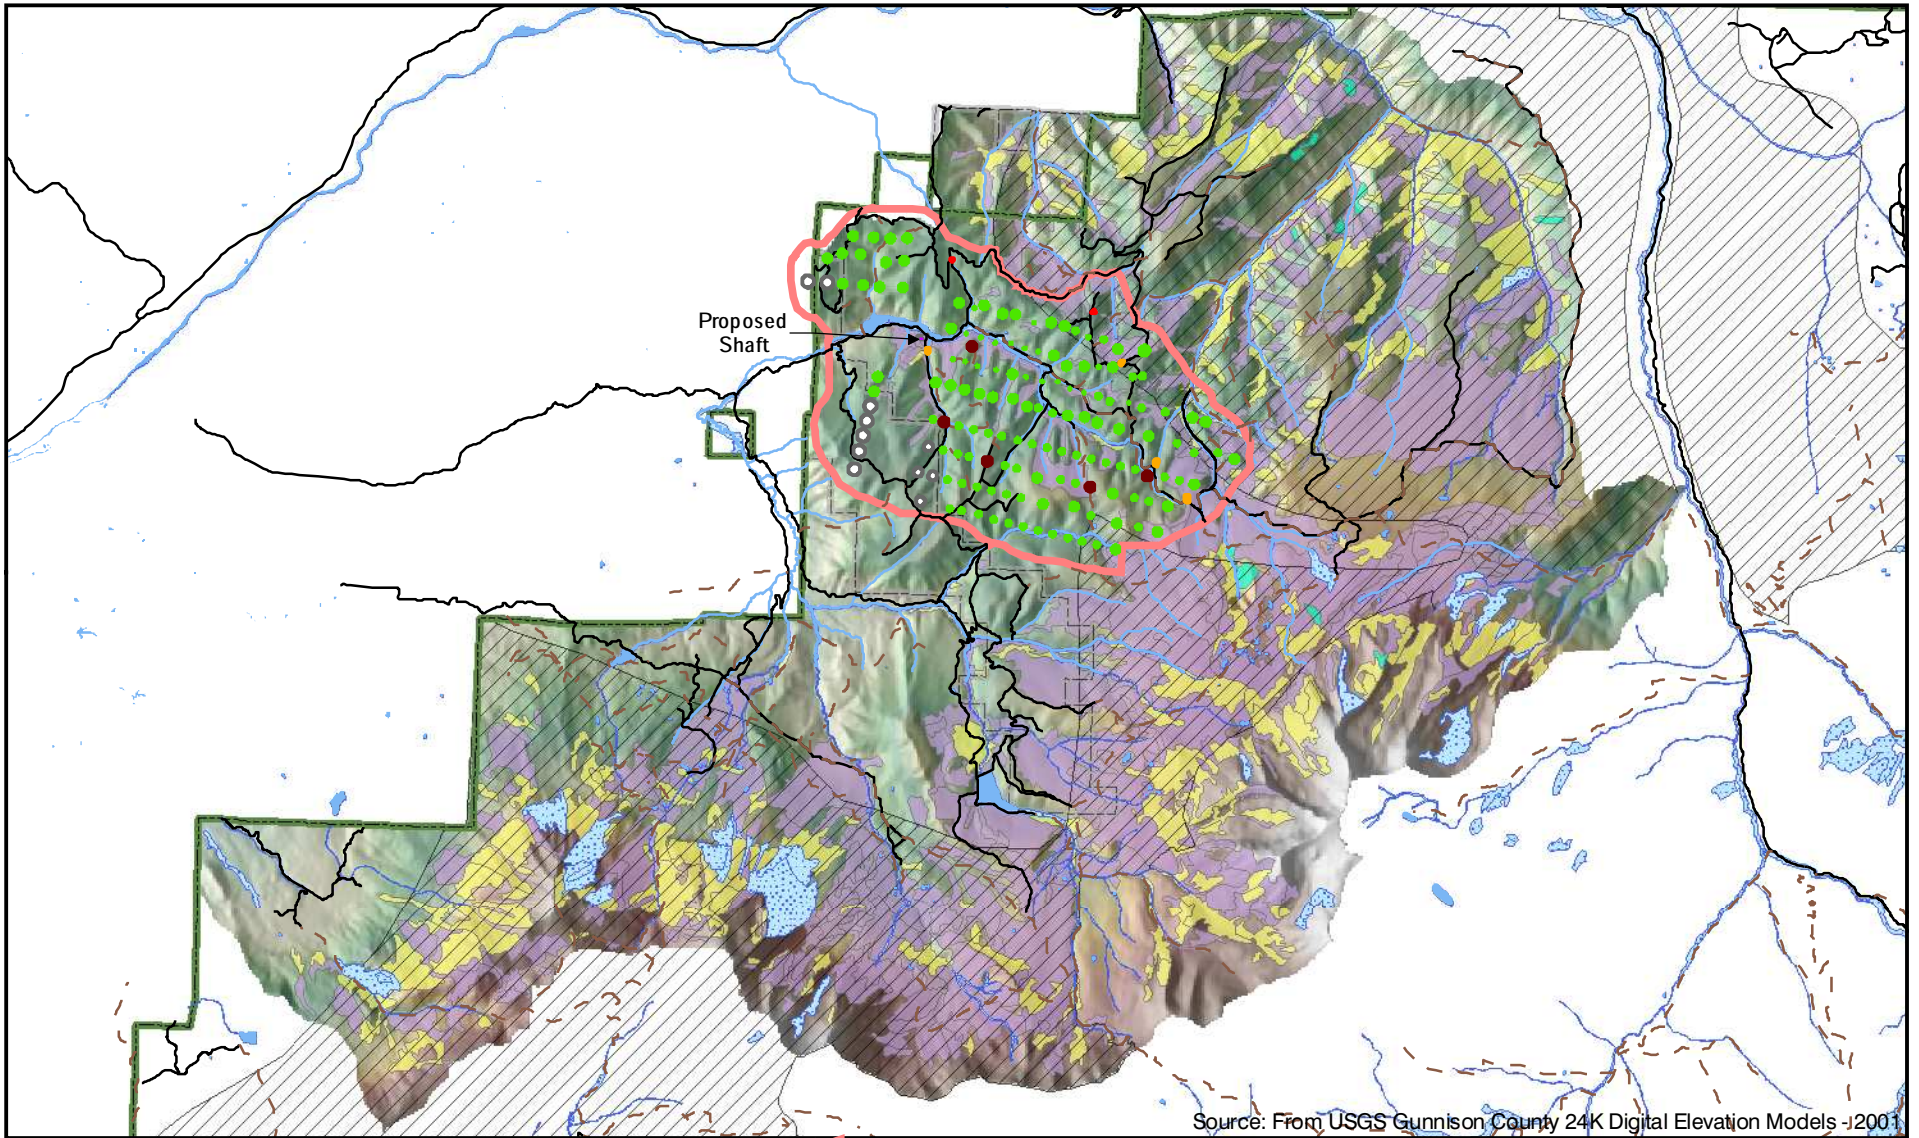 Proposed
Shaft
Source: From USGS Gunnison County 24K Digital Elevation Models - 2001